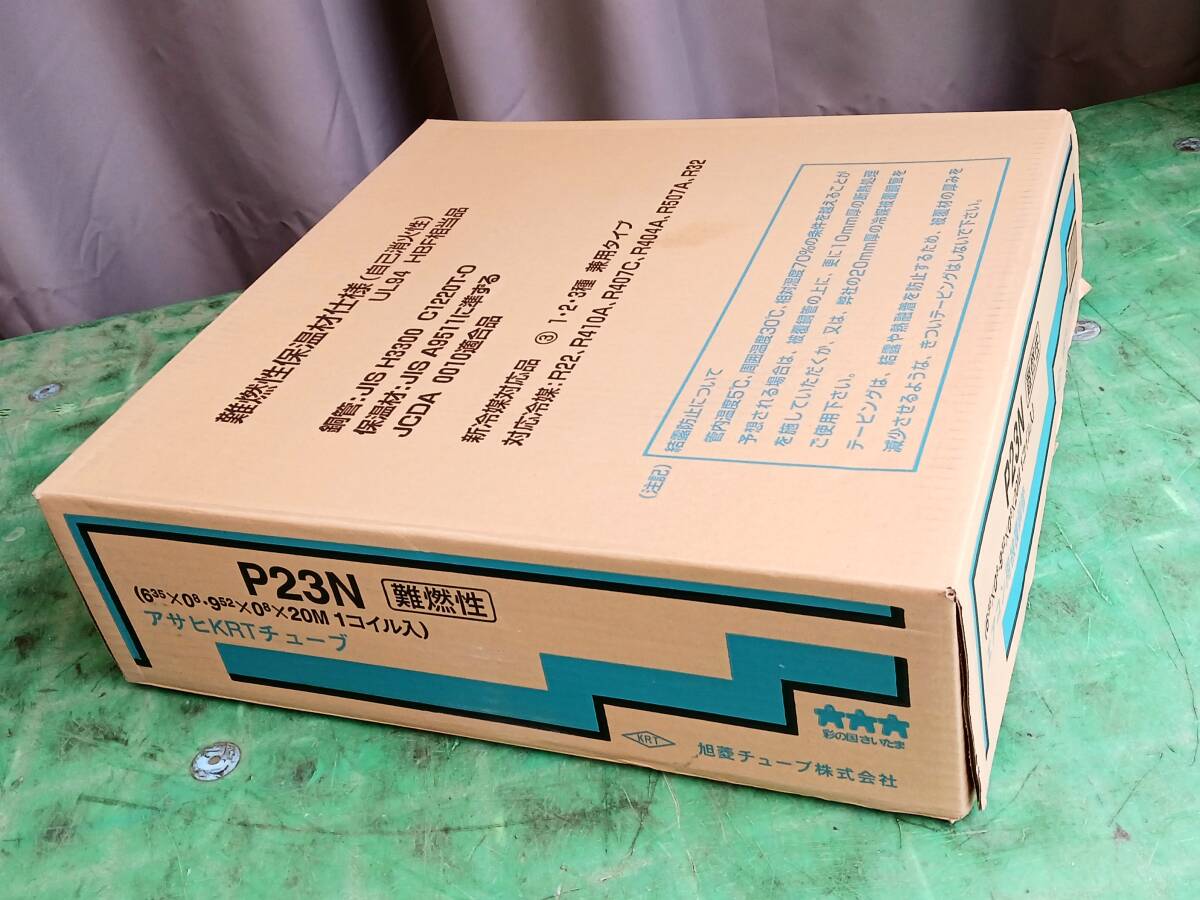 難燃性保温材仕様(自己消火性)
UL94 HBF相当品
銅管:JIS H3300 C1220T-O
保温材:JIS A9511に準ずる
JCDA 0010適合品
新冷媒対応品 ③ 1・2・3種 兼用タイプ
対応冷媒:R22、R410A、R407C、R404A、R507A、R32
(注記)
結露防止について
管内温度5℃、周囲温度30℃、相対湿度70%の条件を越えることが
予想される場合は、被覆銅管の上に、更に10mm厚の断熱処理
を施していただくか、又は、弊社の20mm厚の冷媒被覆銅管を
ご使用下さい。
テーピングは、結露や熱融着を防止するため、被覆材の厚みを
減少させるような、きついテーピングはしないで下さい。
P23N 難燃性
(6³⁵×0⁸・9⁵²×0⁸×20M 1コイル入)
アサヒKRTチューブ
彩の国さいたま
KRT 旭菱チューブ株式会社
P23N